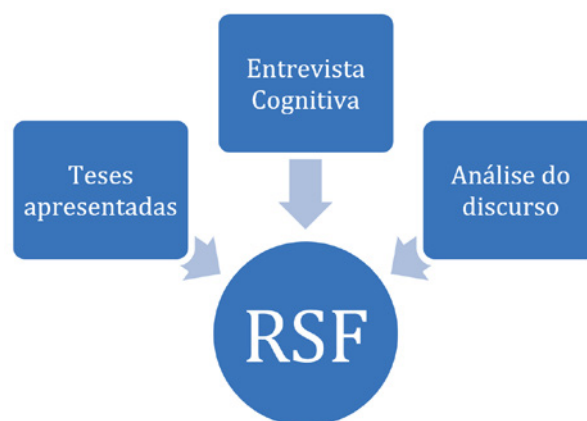 Entrevista
Cognitiva
Teses
apresentadas
Análise do
discurso
RSF